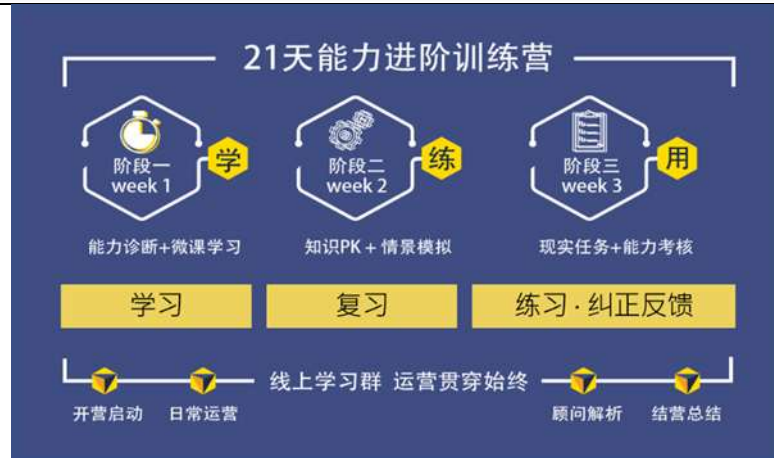 21天能力进阶训练营
阶段一
week 1
学
阶段二
week 2
练
阶段三
week 3
用
能力诊断+微课学习
知识PK + 情景模拟
现实任务+能力考核
学习
复习
练习 · 纠正反馈
线上学习群 运营贯穿始终
开营启动
日常运营
顾问解析
结营总结